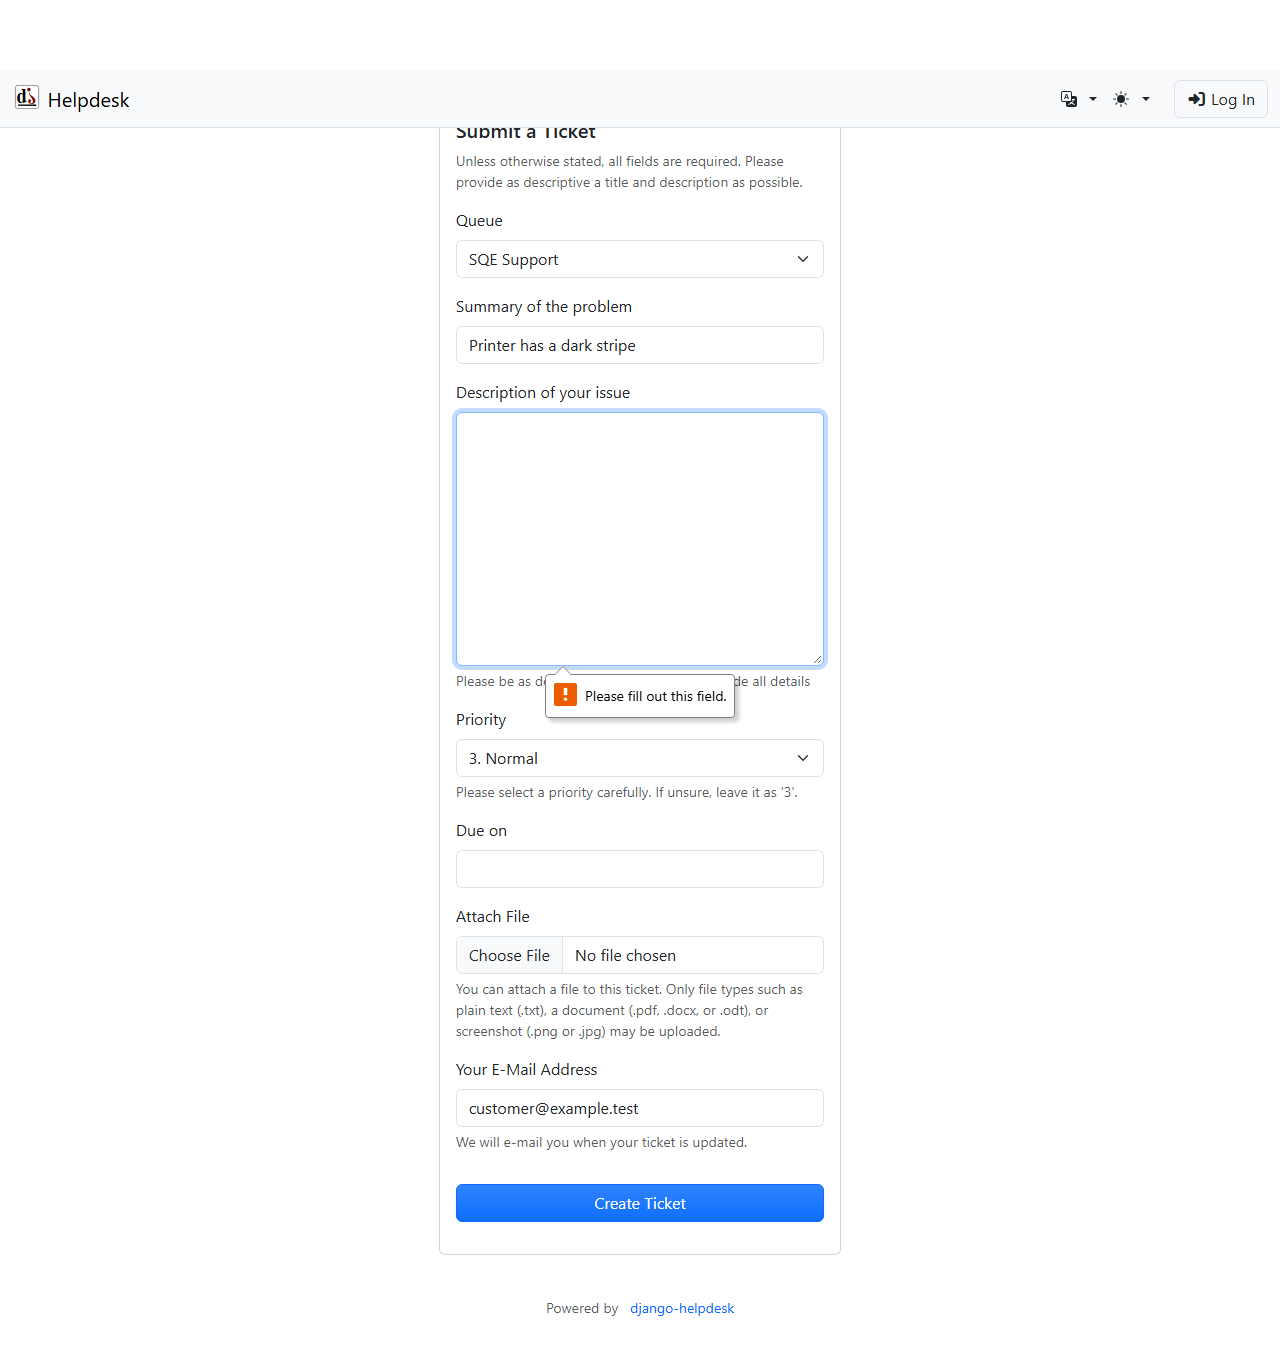 Helpdesk
Log In
Submit a Ticket
Unless otherwise stated, all fields are required. Please
provide as descriptive a title and description as possible.
Queue
SQE Support
Summary of the problem
Printer has a dark stripe
Description of your issue
Please be as de
de all details
Please fill out this field.
Priority
3. Normal
Please select a priority carefully. If unsure, leave it as '3'.
Due on
Attach File
Choose File No file chosen
You can attach a file to this ticket. Only file types such as
plain text (.txt), a document (.pdf, .docx, or .odt), or
screenshot (.png or .jpg) may be uploaded.
Your E-Mail Address
customer@example.test
We will e-mail you when your ticket is updated.
Create Ticket
Powered by django-helpdesk